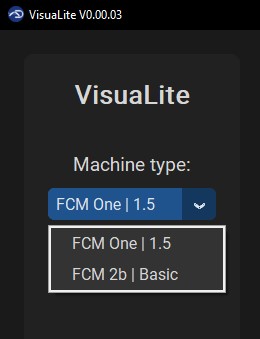 VisuaLite V0.00.03
VisuaLite
Machine type:
FCM One | 1.5
FCM One | 1.5
FCM 2b | Basic